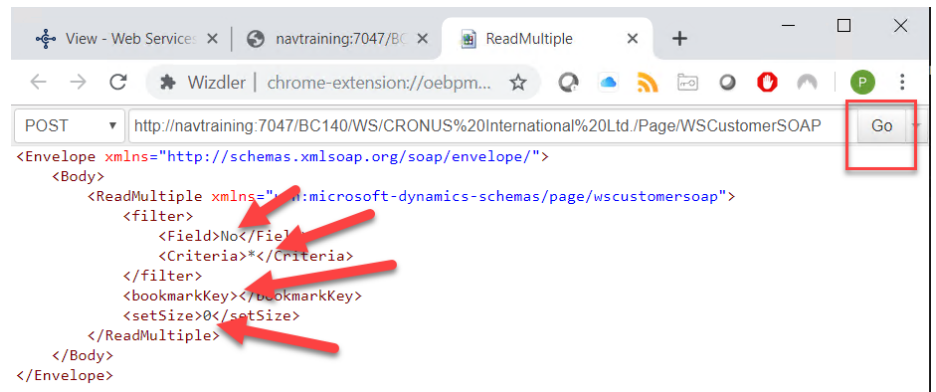 View - Web Services
navtraining:7047/BC
ReadMultiple
Wizdler | chrome-extension://oebpm...
P
POST http://navtraining:7047/BC140/WS/CRONUS%20International%20Ltd./Page/WSCustomerSOAP Go
<Envelope xmlns="http://schemas.xmlsoap.org/soap/envelope/">
<Body>
<ReadMultiple xmlns="urn:microsoft-dynamics-schemas/page/wscustomersoap">
<filter>
<Field>No</Field>
<Criteria>*</Criteria>
</filter>
<bookmarkKey></bookmarkKey>
<setSize>0</setSize>
</ReadMultiple>
</Body>
</Envelope>